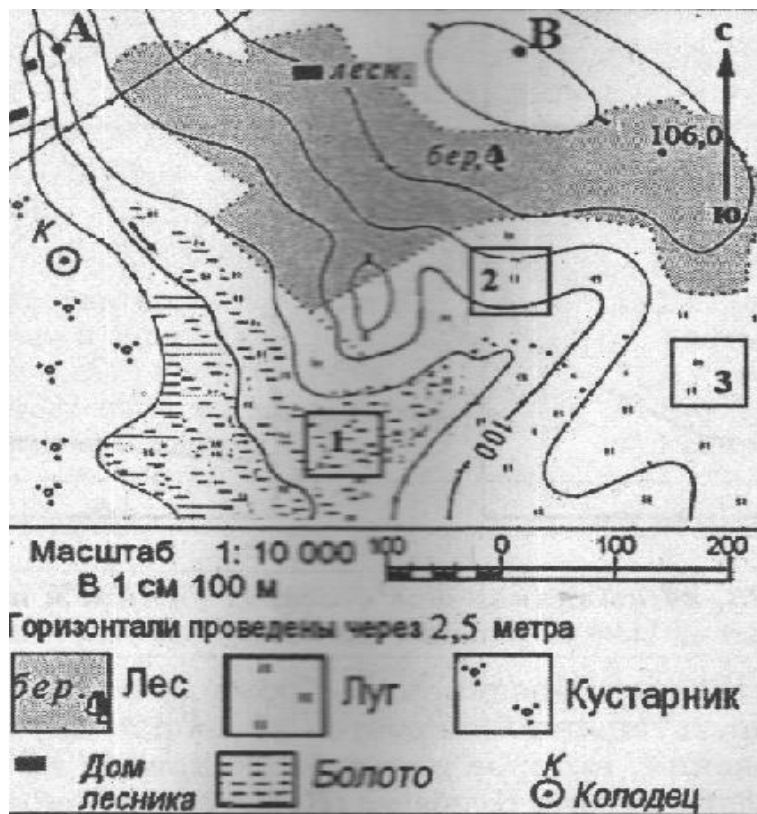 А
В
с
лесн.
106,0
бер.
ю
К
2
3
1
100
Масштаб 1: 10 000
В 1 см 100 м
100 0 100 200
Горизонтали проведены через 2,5 метра
бер. Лес
Луг
Кустарник
Дом лесника
Болото
К
Колодец